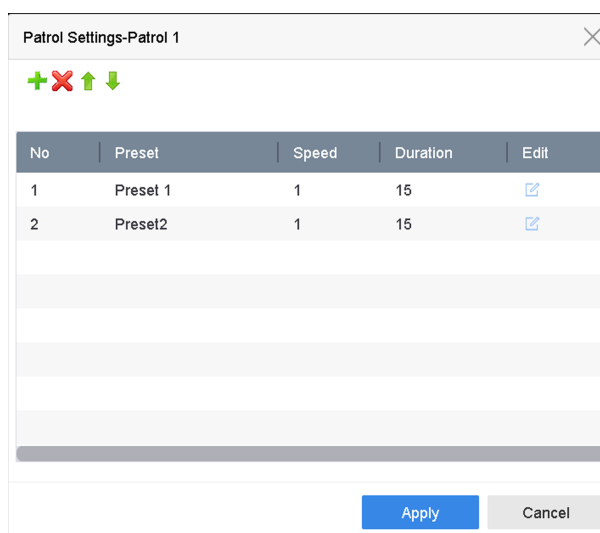 Patrol Settings-Patrol 1
No Preset Speed Duration Edit
1 Preset 1 1 15
2 Preset2 1 15
Apply Cancel